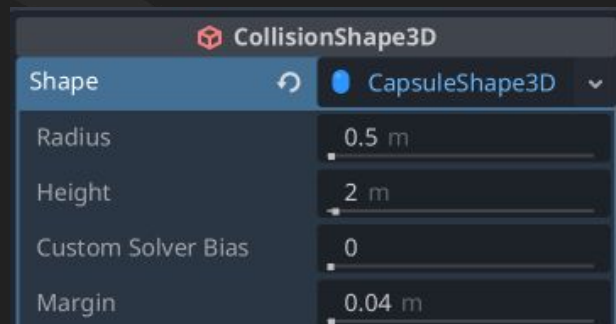 CollisionShape3D
Shape CapsuleShape3D
Radius 0.5 m
Height 2 m
Custom Solver Bias 0
Margin 0.04 m